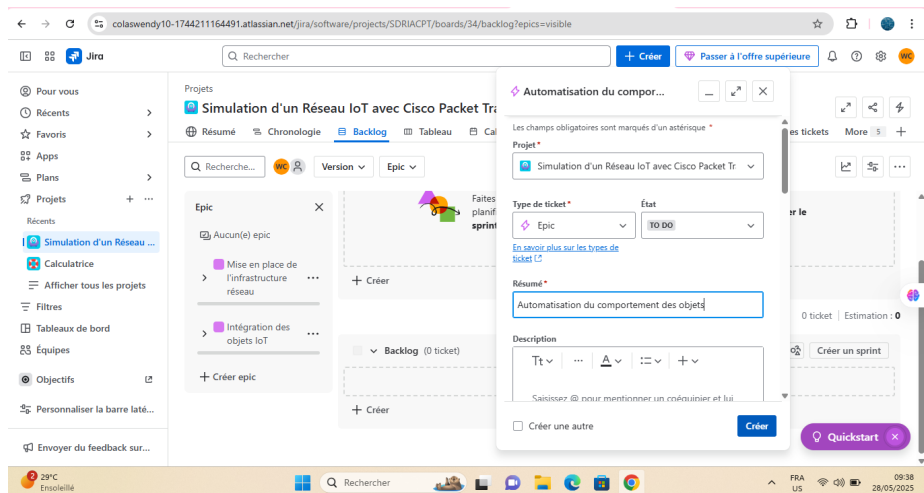 colaswendy10-1744211164491.atlassian.net/jira/software/projects/SDRIACPT/boards/34/backlog?epics=visible
Jira
Rechercher
Créer
Passer à l'offre supérieure
WC
Pour vous
Récents
Favoris
Apps
Plans
Projets
Récents
Simulation d'un Réseau ...
Calculatrice
Afficher tous les projets
Filtres
Tableaux de bord
Équipes
Objectifs
Personnaliser la barre laté...
Envoyer du feedback sur...
Projets
Simulation d'un Réseau IoT avec Cisco Packet Tra
Résumé
Chronologie
Backlog
Tableau
Cal
es tickets
More 5
Recherche...
WC
Version
Epic
Epic
Aucun(e) epic
Mise en place de
l'infrastructure
réseau
Intégration des
objets IoT
Créer epic
Faites
planif
sprint
er le
Créer
0 ticket
Estimation : 0
Backlog (0 ticket)
Créer un sprint
Créer
Automatisation du compor...
Les champs obligatoires sont marqués d'un astérisque *
Projet*
Simulation d'un Réseau IoT avec Cisco Packet Tr
Type de ticket* État
Epic TO DO
En savoir plus sur les types de
ticket
Résumé*
Automatisation du comportement des objets
Description
Tt A
Saisissez @ pour mentionner un coéquipier et lui
Créer une autre
Créer
Quickstart
2
29°C
Ensoleillé
Rechercher
FRA
US
09:38
28/05/2025